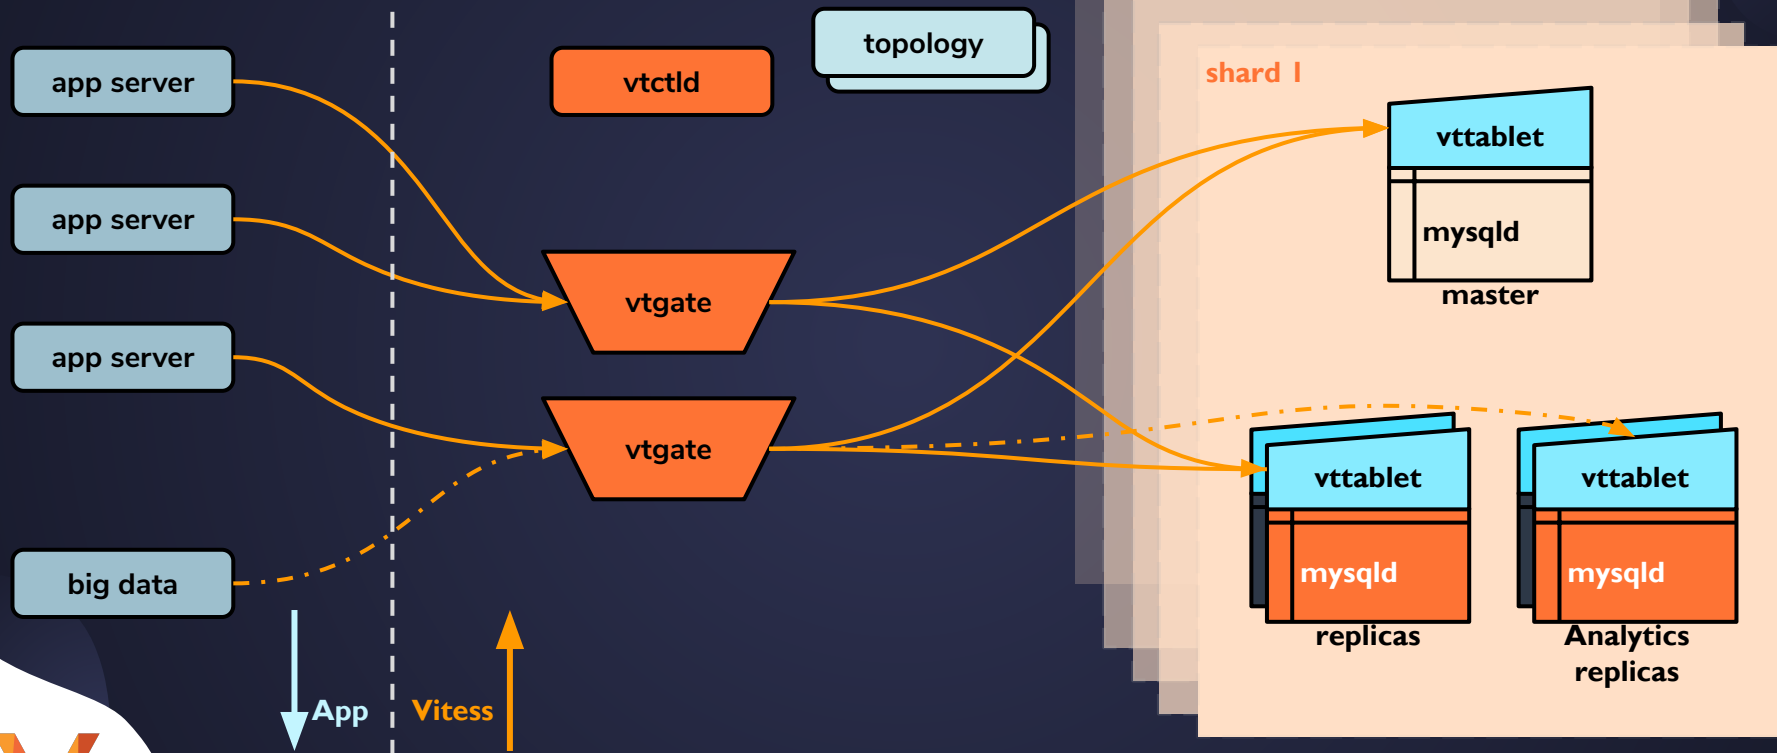 topology
app server
vtctld
shard 1
vttablet
app server
mysqld
master
vtgate
app server
vtgate
vttablet
vttablet
big data
mysqld
mysqld
replicas
Analytics
replicas
App
Vitess